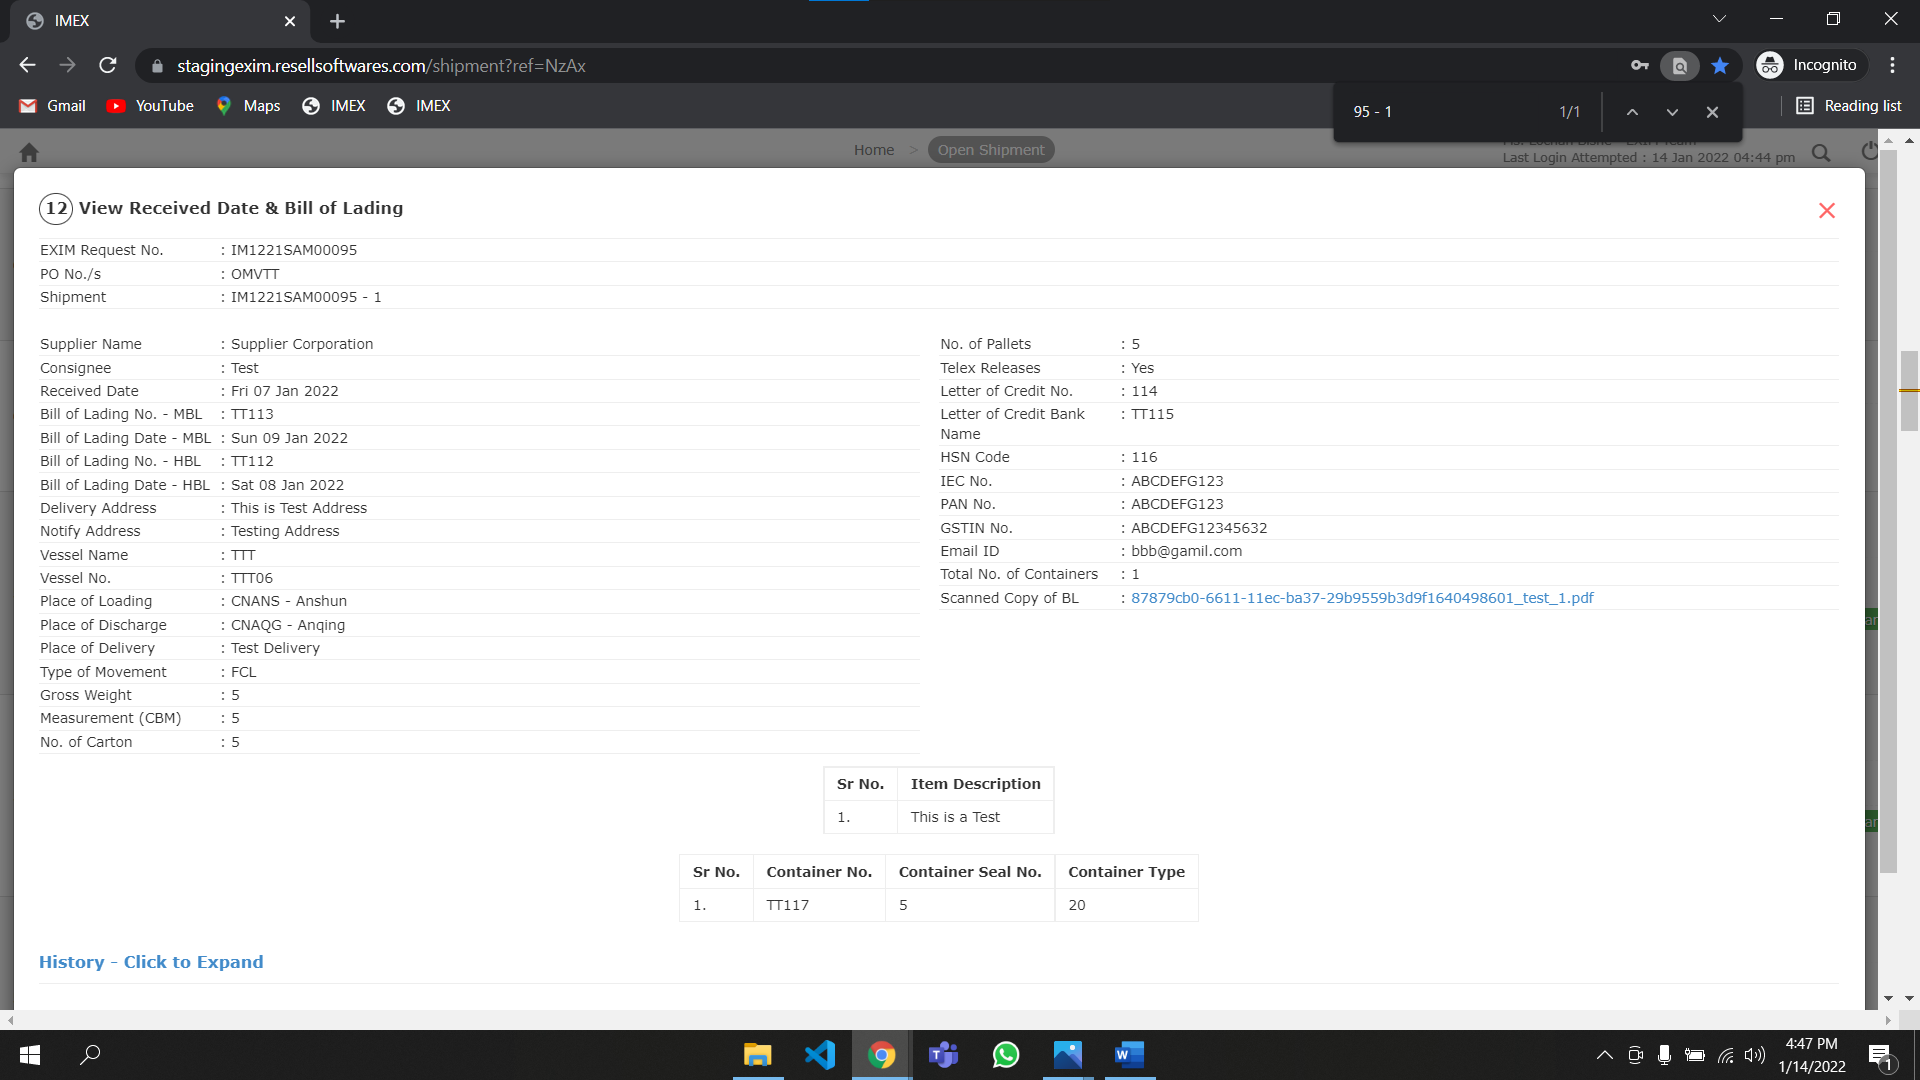 IMEX
stagingexim.resellsoftwares.com/shipment?ref=NzAx
Incognito
Gmail YouTube Maps IMEX IMEX
95 - 1 1/1
Reading list
Home > Open Shipment
Last Login Attempted : 14 Jan 2022 04:44 pm
12 View Received Date & Bill of Lading
EXIM Request No. : IM1221SAM00095
PO No./s : OMVTT
Shipment : IM1221SAM00095 - 1
Supplier Name : Supplier Corporation
Consignee : Test
Received Date : Fri 07 Jan 2022
Bill of Lading No. - MBL : TT113
Bill of Lading Date - MBL : Sun 09 Jan 2022
Bill of Lading No. - HBL : TT112
Bill of Lading Date - HBL : Sat 08 Jan 2022
Delivery Address : This is Test Address
Notify Address : Testing Address
Vessel Name : TTT
Vessel No. : TTT06
Place of Loading : CNANS - Anshun
Place of Discharge : CNAQG - Anqing
Place of Delivery : Test Delivery
Type of Movement : FCL
Gross Weight : 5
Measurement (CBM) : 5
No. of Carton : 5
No. of Pallets : 5
Telex Releases : Yes
Letter of Credit No. : 114
Letter of Credit Bank : TT115
Name
HSN Code : 116
IEC No. : ABCDEFG123
PAN No. : ABCDEFG123
GSTIN No. : ABCDEFG12345632
Email ID : bbb@gamil.com
Total No. of Containers : 1
Scanned Copy of BL : 87879cb0-6611-11ec-ba37-29b9559b3d9f1640498601_test_1.pdf
Sr No. Item Description
1. This is a Test
Sr No. Container No. Container Seal No. Container Type
1. TT117 5 20
History - Click to Expand
4:47 PM
1/14/2022
1